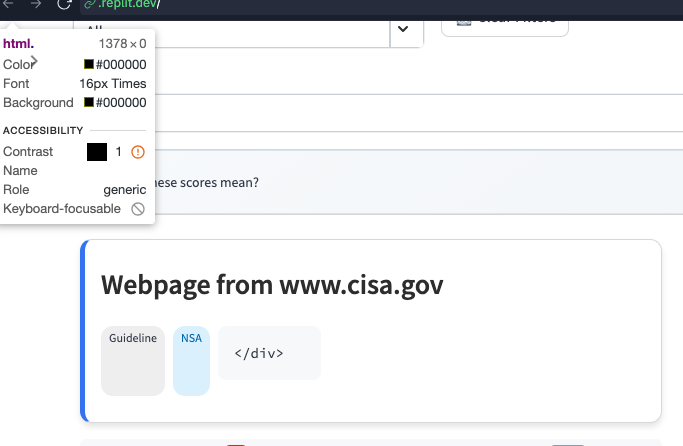 .replit.dev/
All
Clear Filters
html.
1378×0
Color
#000000
Font
16px Times
Background
#000000
ACCESSIBILITY
Contrast
1
Name
Role
generic
Keyboard-focusable
these scores mean?
Webpage from www.cisa.gov
Guideline
NSA
</div>